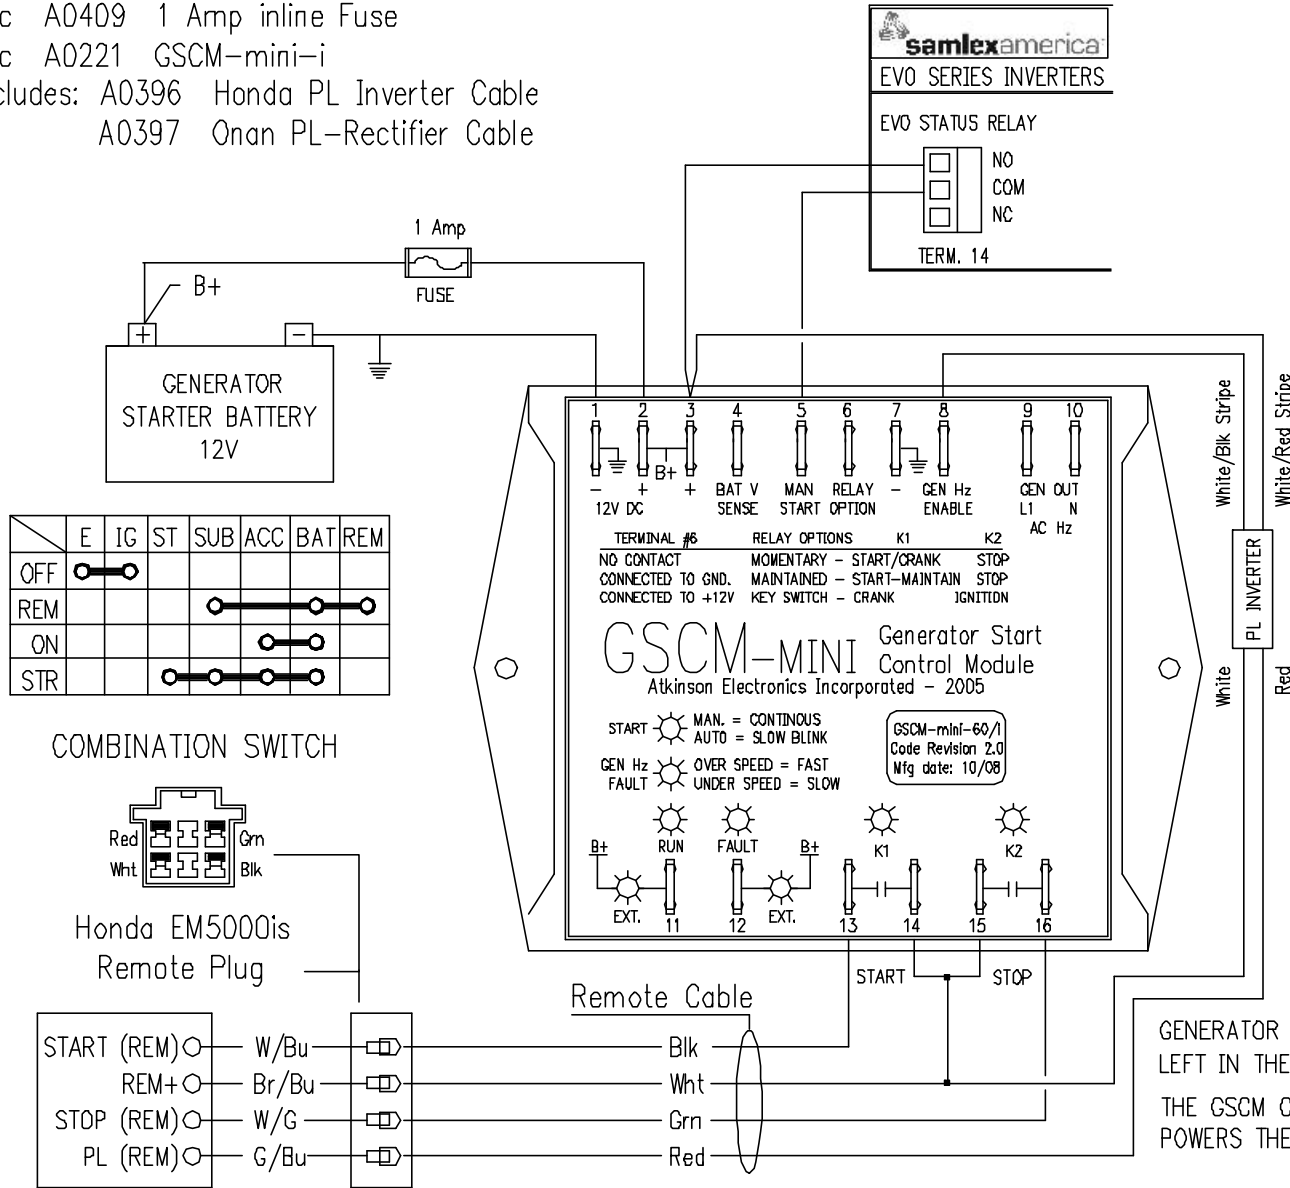 c A0409 1 Amp inline Fuse
c A0221 GSCM-mini-i
cludes: A0396 Honda PL Inverter Cable
A0397 Onan PL-Rectifier Cable
samlexamerica
EVO SERIES INVERTERS
EVO STATUS RELAY
NO
COM
NC
TERM. 14
1 Amp
FUSE
B+
+ -
GENERATOR
STARTER BATTERY
12V
E IG ST SUB ACC BAT REM
OFF
REM
ON
STR
COMBINATION SWITCH
Red Grn
Wht Blk
Honda EM5000is
Remote Plug
1 2 3 4 5 6 7 8 9 10
B+
- + + BAT V MAN RELAY - GEN Hz GEN OUT
12V DC SENSE START OPTION ENABLE L1 N
AC Hz
TERMINAL #6 RELAY OPTIONS K1 K2
NO CONTACT MOMENTARY - START/CRANK STOP
CONNECTED TO GND. MAINTAINED - START-MAINTAIN STOP
CONNECTED TO +12V KEY SWITCH - CRANK IGNITION
GSCM-MINI Generator Start
Control Module
Atkinson Electronics Incorporated - 2005
START MAN. = CONTINOUS
AUTO = SLOW BLINK
GEN Hz OVER SPEED = FAST
FAULT UNDER SPEED = SLOW
GSCM-mini-60/i
Code Revision 2.0
Mfg date: 10/08
B+ RUN FAULT B+ K1 K2
EXT. 11 12 EXT. 13 14 15 16
START STOP
White/Blk Stripe
White/Red Stripe
PL INVERTER
White
Red
Remote Cable
START (REM) W/Bu Blk
REM+ Br/Bu Wht
STOP (REM) W/G Grn
PL (REM) G/Bu Red
GENERATOR
LEFT IN THE
THE GSCM
POWERS THE